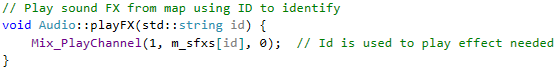 // Play sound FX from map using ID to identify
void Audio::playFX(std::string id) {
    Mix_PlayChannel(1, m_sfxs[id], 0);  // Id is used to play effect needed
}